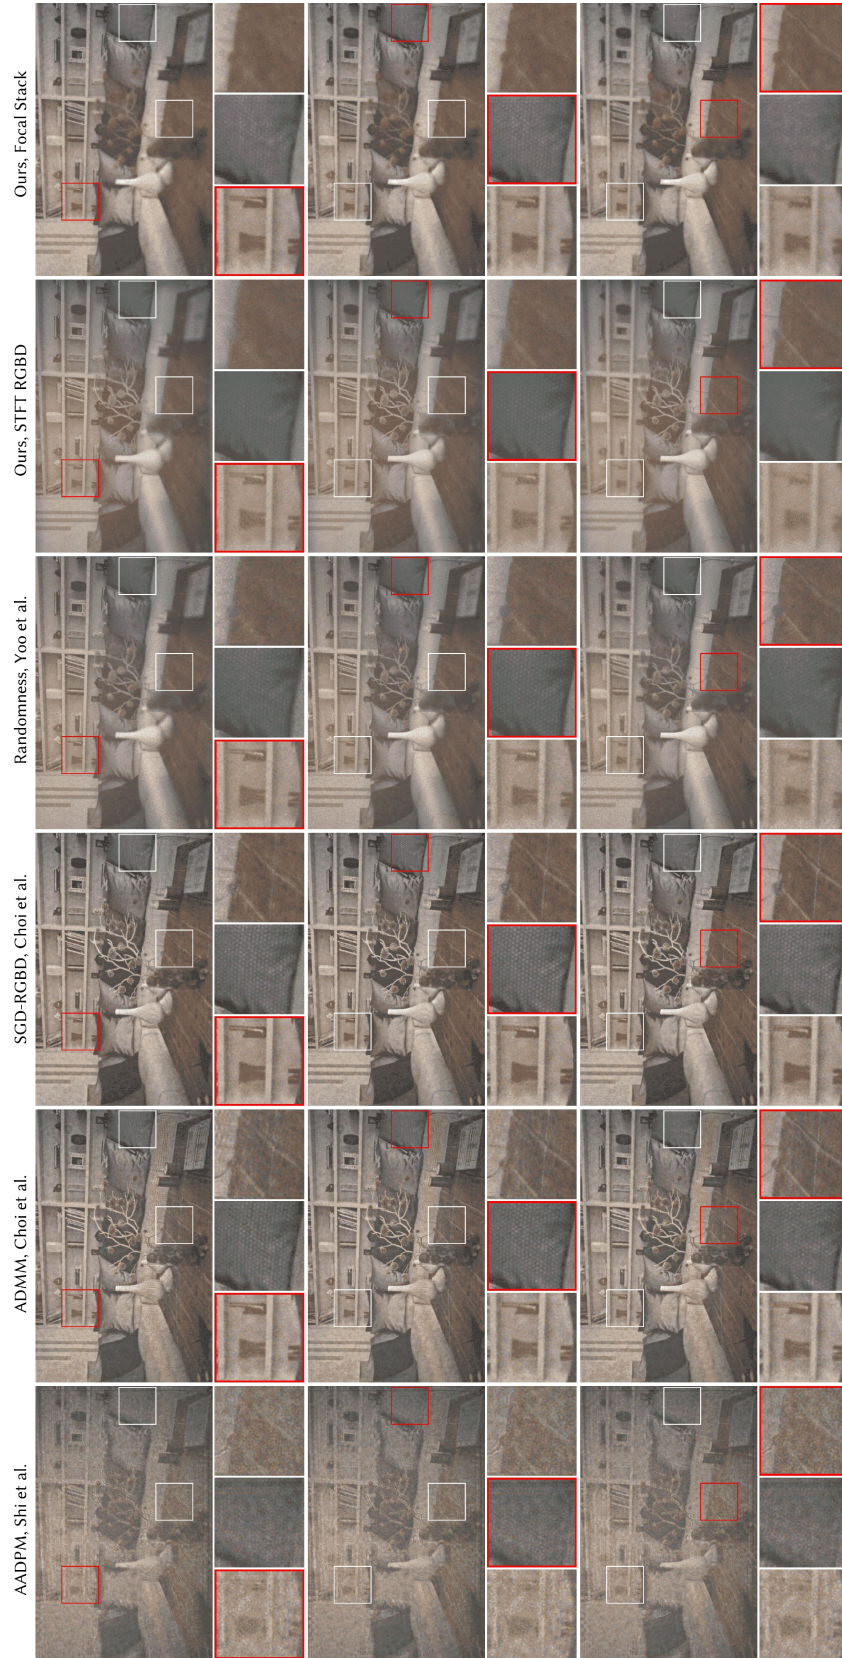 Ours, Focal Stack
Ours, STFT RGBD
Randomness, Yoo et al.
SGD-RGBD, Choi et al.
ADMM, Choi et al.
AADPM, Shi et al.